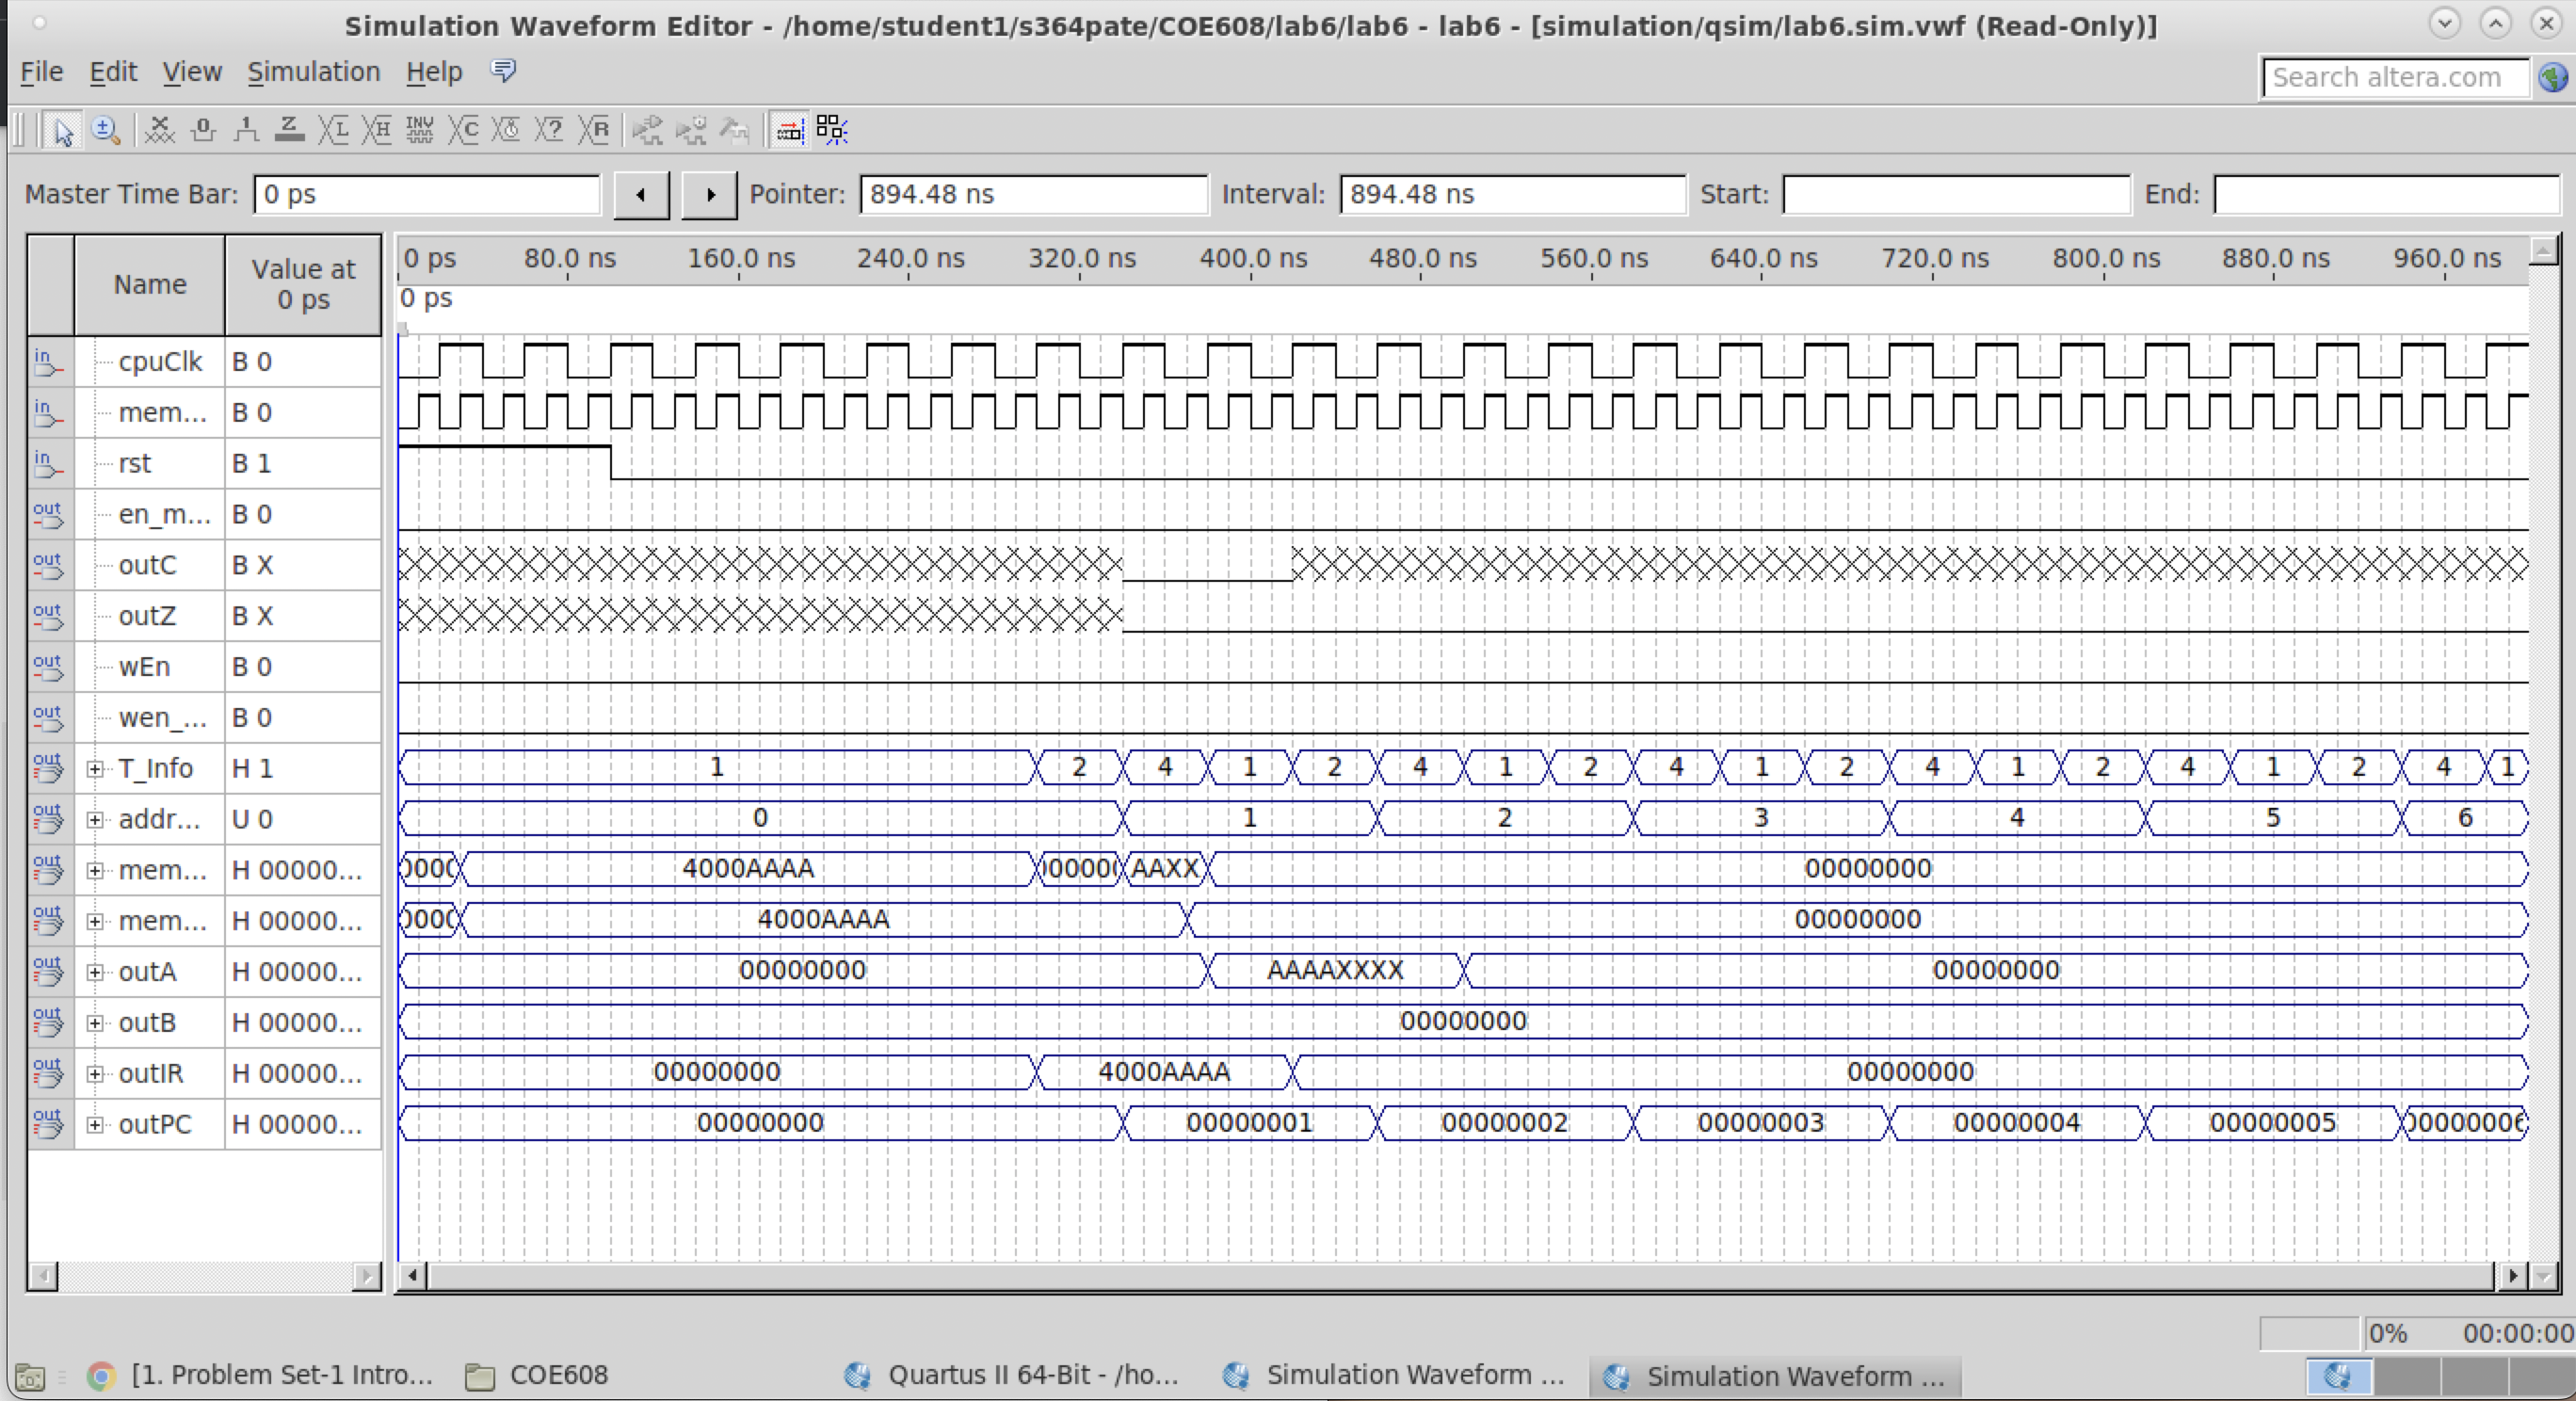 Simulation Waveform Editor - /home/student1/s364pate/COE608/lab6/lab6 - lab6 - [simulation/qsim/lab6.sim.vwf (Read-Only)]
File Edit View Simulation Help
Search altera.com
Master Time Bar: 0 ps Pointer: 894.48 ns Interval: 894.48 ns Start: End:
Name Value at 0 ps
0 ps 80.0 ns 160.0 ns 240.0 ns 320.0 ns 400.0 ns 480.0 ns 560.0 ns 640.0 ns 720.0 ns 800.0 ns 880.0 ns 960.0 ns
0 ps
in cpuClk B 0
in mem... B 0
in rst B 1
out en_m... B 0
out outC B X
out outZ B X
out wEn B 0
out wen_... B 0
out T_Info H 1 1 2 4 1 2 4 1 2 4 1 2 4 1 2 4 1 2 4 1
out addr... U 0 0 1 2 3 4 5 6
out mem... H 00000... 4000AAAA AAXX 00000000
out mem... H 00000... 4000AAAA 00000000
out outA H 00000... 00000000 AAAAXXXX 00000000
out outB H 00000... 00000000
out outIR H 00000... 00000000 4000AAAA 00000000
out outPC H 00000... 00000000 00000001 00000002 00000003 00000004 00000005 00000006
0% 00:00:00
[1. Problem Set-1 Intro... COE608 Quartus II 64-Bit - /ho... Simulation Waveform ... Simulation Waveform ...